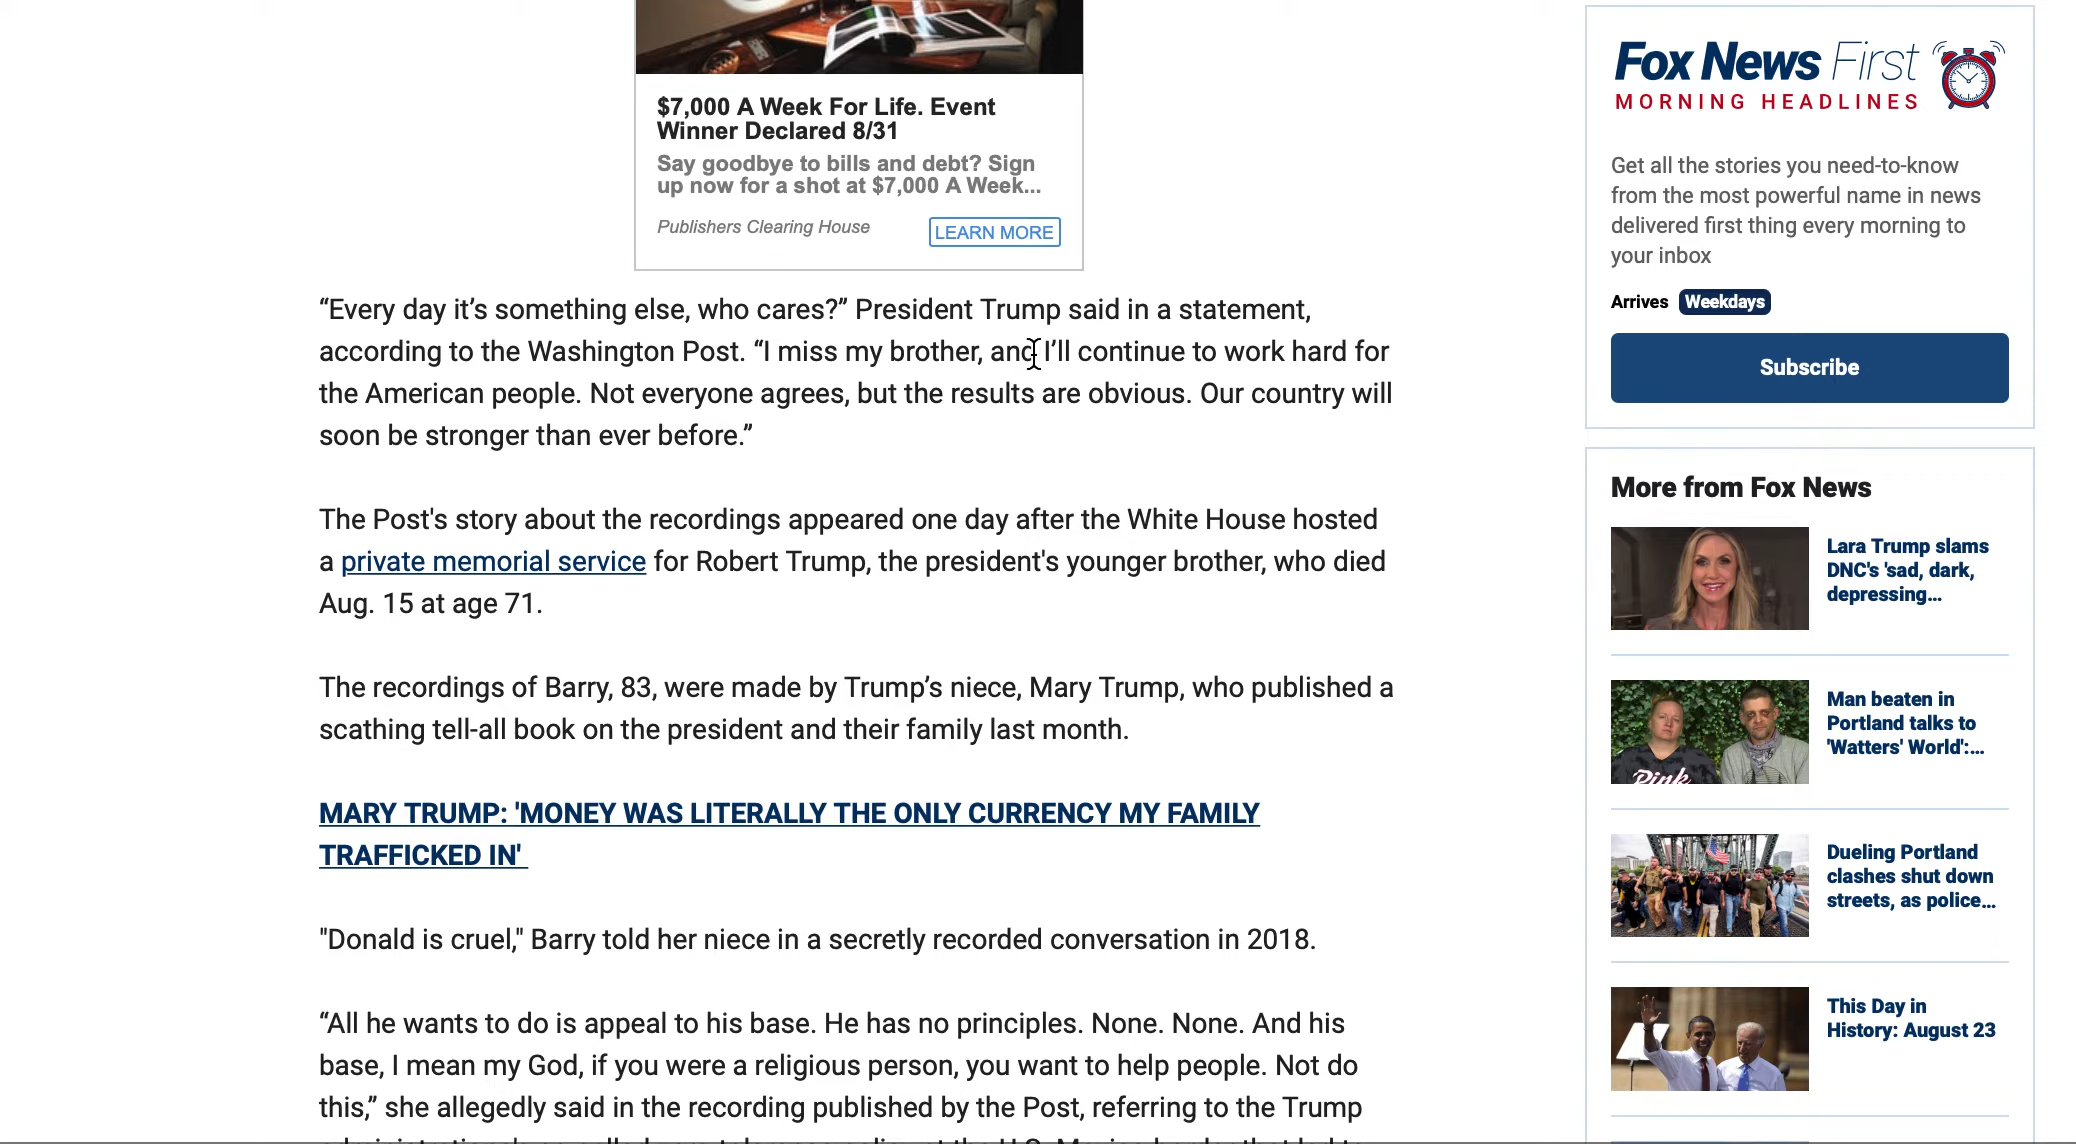 $7,000 A Week For Life. Event
Winner Declared 8/31
Say goodbye to bills and debt? Sign
up now for a shot at $7,000 A Week...
Publishers Clearing House
LEARN MORE
“Every day it’s something else, who cares?” President Trump said in a statement,
according to the Washington Post. “I miss my brother, and I’ll continue to work hard for
the American people. Not everyone agrees, but the results are obvious. Our country will
soon be stronger than ever before.”
The Post's story about the recordings appeared one day after the White House hosted
a private memorial service for Robert Trump, the president's younger brother, who died
Aug. 15 at age 71.
The recordings of Barry, 83, were made by Trump’s niece, Mary Trump, who published a
scathing tell-all book on the president and their family last month.
MARY TRUMP: 'MONEY WAS LITERALLY THE ONLY CURRENCY MY FAMILY
TRAFFICKED IN'
"Donald is cruel," Barry told her niece in a secretly recorded conversation in 2018.
“All he wants to do is appeal to his base. He has no principles. None. None. And his
base, I mean my God, if you were a religious person, you want to help people. Not do
this,” she allegedly said in the recording published by the Post, referring to the Trump
Fox News First
MORNING HEADLINES
Get all the stories you need-to-know
from the most powerful name in news
delivered first thing every morning to
your inbox
Arrives Weekdays
Subscribe
More from Fox News
Lara Trump slams
DNC's 'sad, dark,
depressing...
Man beaten in
Portland talks to
'Watters' World':...
Pink
Dueling Portland
clashes shut down
streets, as police...
This Day in
History: August 23